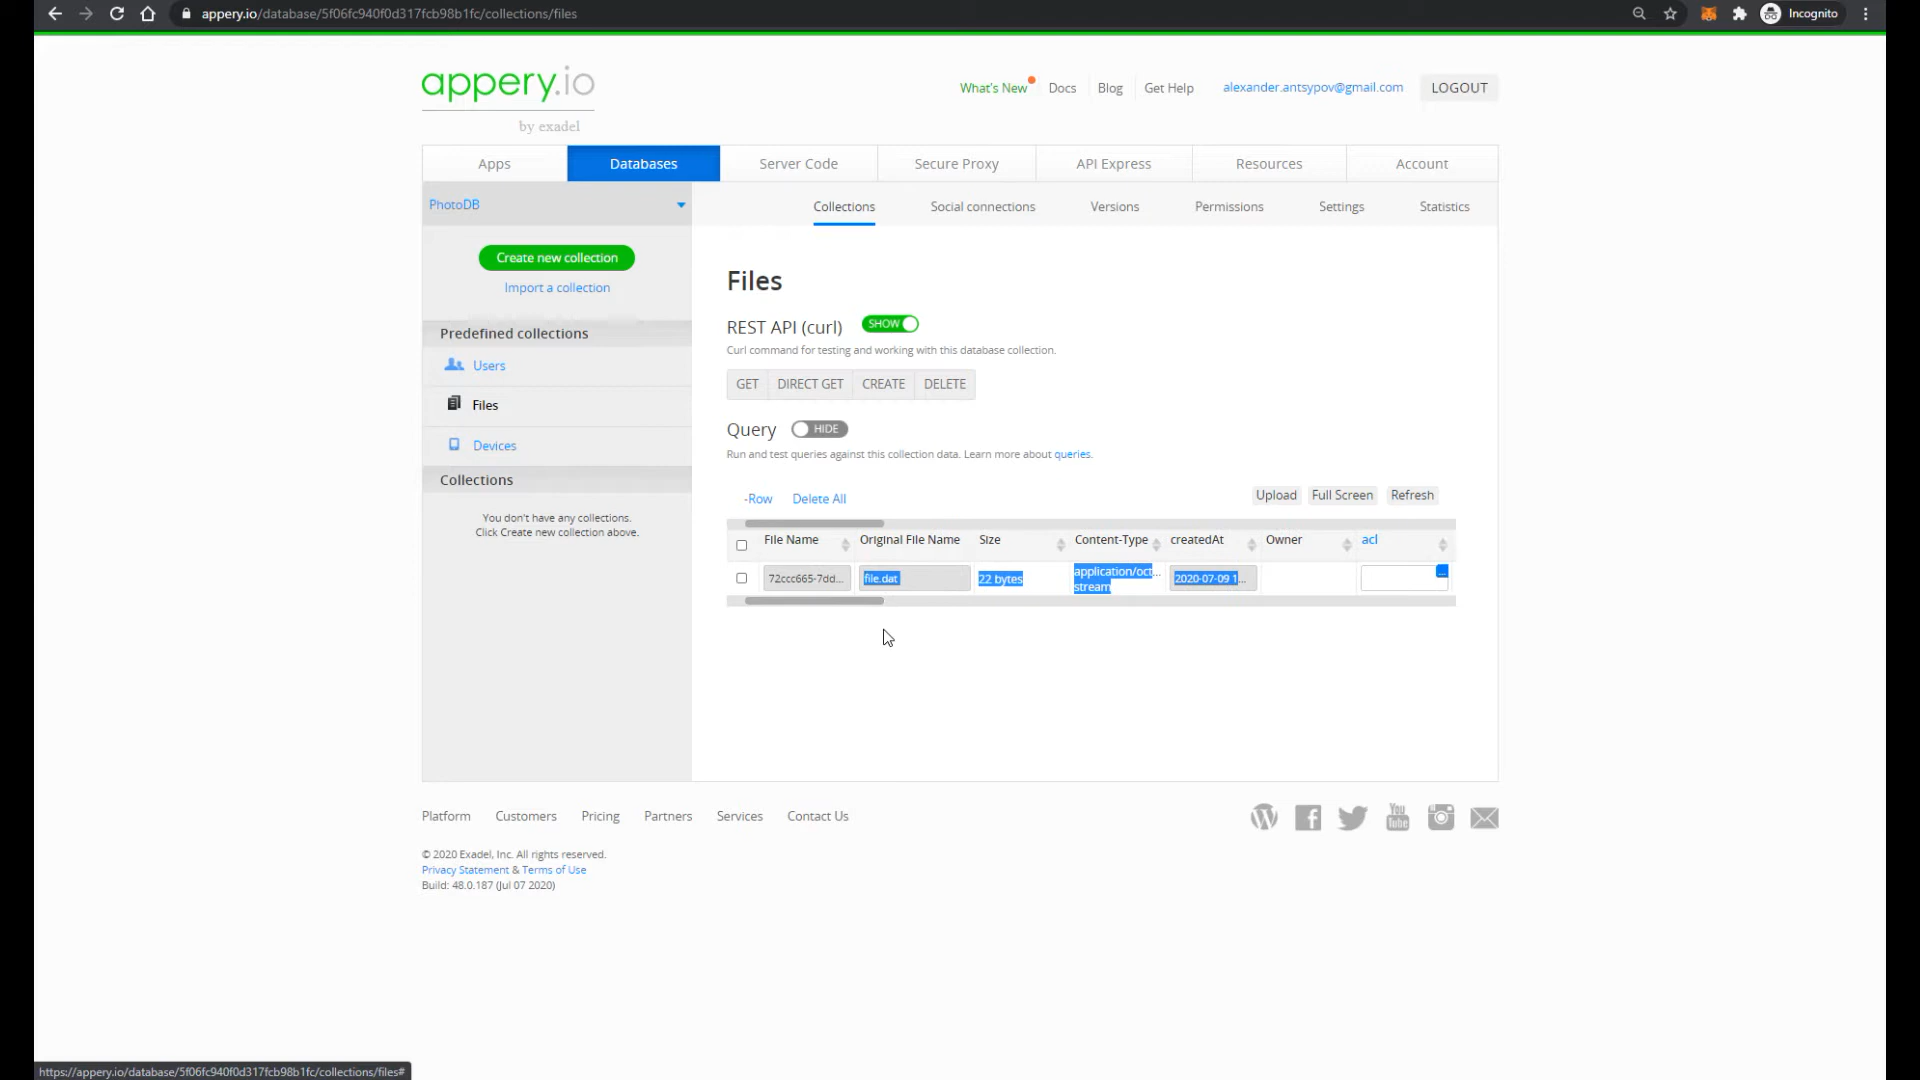 appery.io/database/5f06fc940f0d317fcb98b1fc/collections/files
Incognito
appery.io
by exadel
What's New
Docs
Blog
Get Help
alexander.antsypov@gmail.com
LOGOUT
Apps
Databases
Server Code
Secure Proxy
API Express
Resources
Account
PhotoDB
Collections
Social connections
Versions
Permissions
Settings
Statistics
Create new collection
Import a collection
Predefined collections
Users
Files
Devices
Collections
You don't have any collections.
Click Create new collection above.
Files
REST API (curl)
SHOW
Curl command for testing and working with this database collection.
GET
DIRECT GET
CREATE
DELETE
Query
HIDE
Run and test queries against this collection data. Learn more about queries.
-Row
Delete All
Upload
Full Screen
Refresh
File Name
Original File Name
Size
Content-Type
createdAt
Owner
acl
72ccc665-7dd...
file.dat
22 bytes
application/oct...
stream
2020-07-09 1...
...
Platform
Customers
Pricing
Partners
Services
Contact Us
You
Tube
© 2020 Exadel, Inc. All rights reserved.
Privacy Statement & Terms of Use
Build: 48.0.187 (Jul 07 2020)
https://appery.io/database/5f06fc940f0d317fcb98b1fc/collections/files#